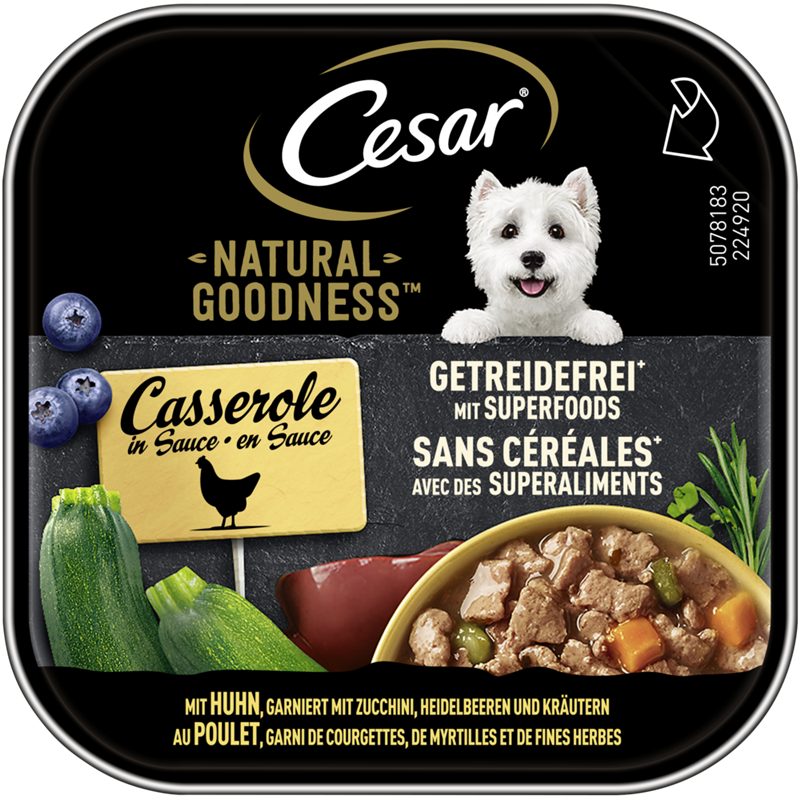 Cesar®
NATURAL
GOODNESS™
5078183
224920
Casserole
in Sauce • en Sauce
GETREIDEFREI+
MIT SUPERFOODS
SANS CÉRÉALES+
AVEC DES SUPERALIMENTS
MIT HUHN, GARNIERT MIT ZUCCHINI, HEIDELBEEREN UND KRÄUTERN
AU POULET, GARNI DE COURGETTES, DE MYRTILLES ET DE FINES HERBES